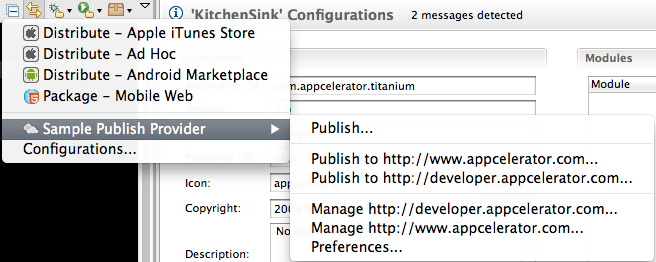 'KitchenSink' Configurations 2 messages detected
Distribute - Apple iTunes Store
Distribute - Ad Hoc
Distribute - Android Marketplace
Package - Mobile Web
Sample Publish Provider
Configurations...
Modules
Module
m.appcelerator.titanium
Publish...
Publish to http://www.appcelerator.com...
Publish to http://developer.appcelerator.com...
Manage http://developer.appcelerator.com...
Manage http://www.appcelerator.com...
Preferences...
Icon: app
Copyright: 200
Description: No